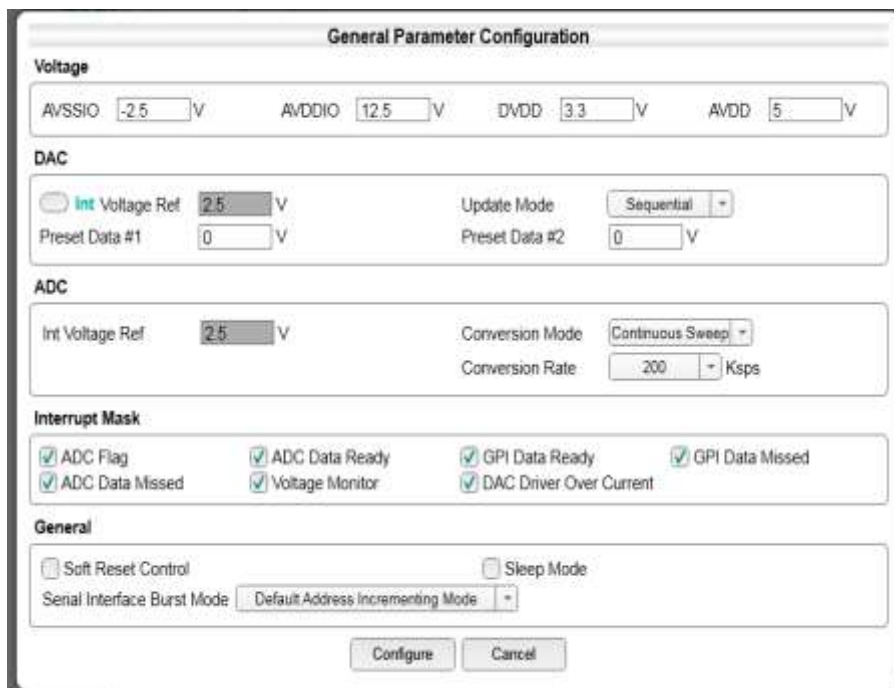 General Parameter Configuration
Voltage
AVSSIO -2.5 V AVDDIO 12.5 V DVDD 3.3 V AVDD 5 V
DAC
Int Voltage Ref 2.5 V Update Mode Sequential
Preset Data #1 0 V Preset Data #2 0 V
ADC
Int Voltage Ref 2.5 V Conversion Mode Continuous Sweep
Conversion Rate 200 Ksps
Interrupt Mask
ADC Flag ADC Data Ready GPI Data Ready GPI Data Missed
ADC Data Missed Voltage Monitor DAC Driver Over Current
General
Soft Reset Control Sleep Mode
Serial Interface Burst Mode Default Address Incrementing Mode
Configure Cancel